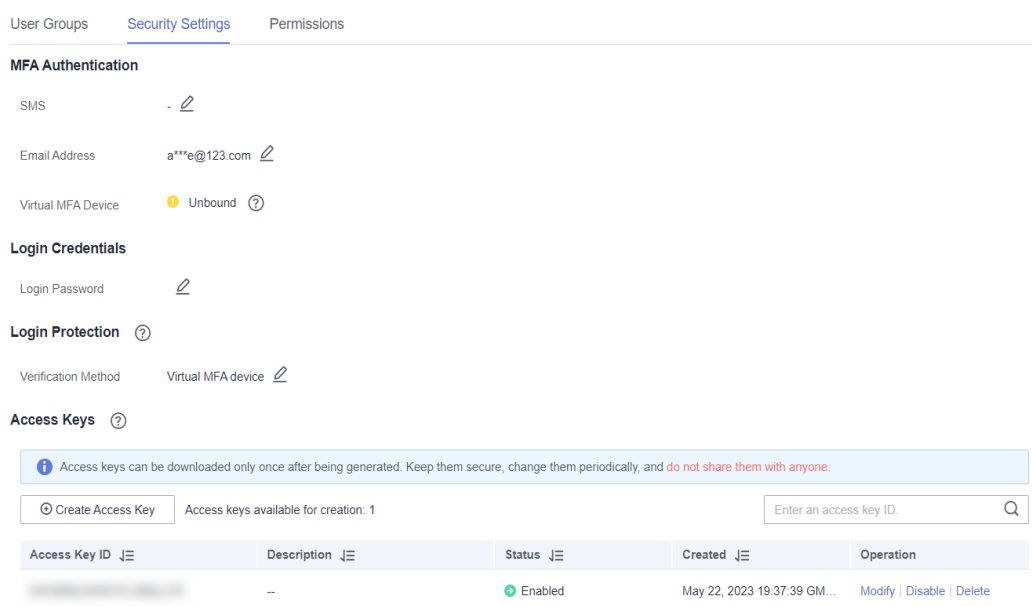 User Groups Security Settings Permissions
MFA Authentication
SMS -
Email Address a***e@123.com
Virtual MFA Device Unbound
Login Credentials
Login Password
Login Protection
Verification Method Virtual MFA device
Access Keys
Access keys can be downloaded only once after being generated. Keep them secure, change them periodically, and do not share them with anyone.
Create Access Key Access keys available for creation: 1 Enter an access key ID.
Access Key ID Description Status Created Operation
-- Enabled May 22, 2023 19:37:39 GM... Modify Disable Delete